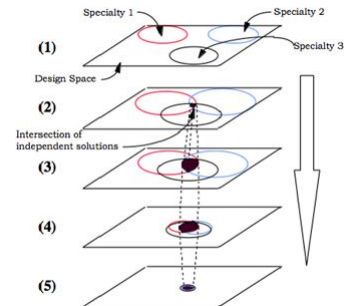 Specialty 1
Specialty 2
(1)
Specialty 3
Design Space
(2)
Intersection of
independent solutions
(3)
(4)
(5)